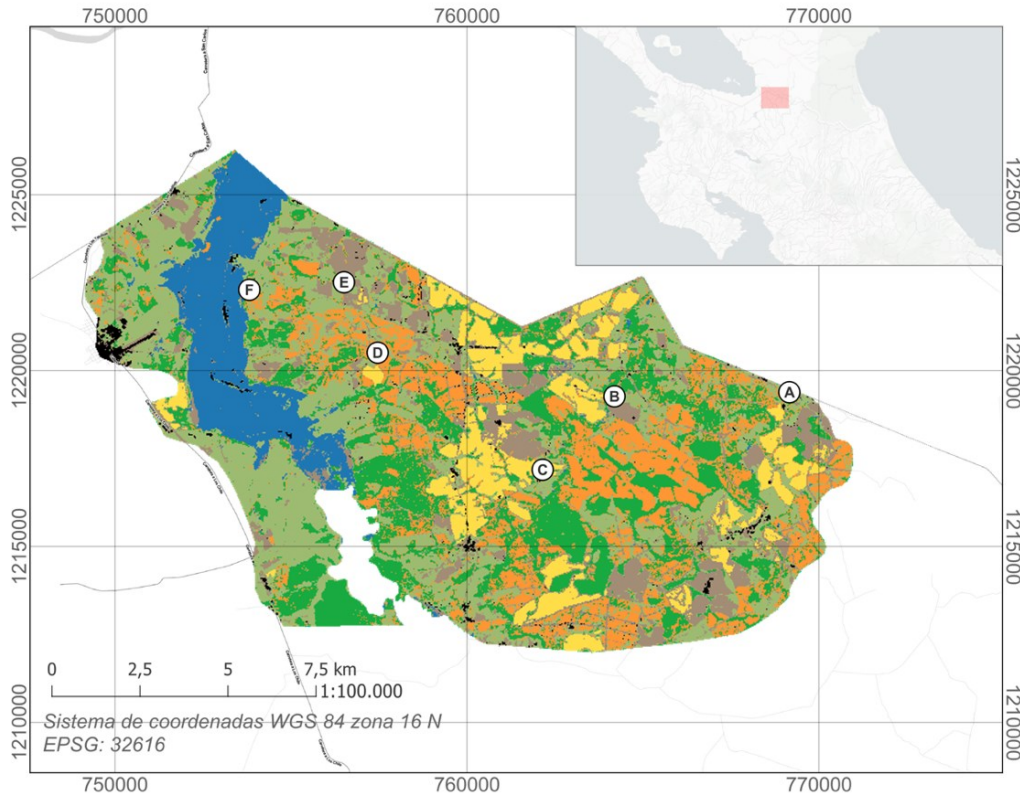 750000 760000 770000
1225000 1225000
F
E
D
1220000 1220000
A
B
C
1215000 1215000
0 2,5 5 7,5 km
1:100.000
Sistema de coordenadas WGS 84 zona 16 N
EPSG: 32616
1210000 1210000
750000 760000 770000